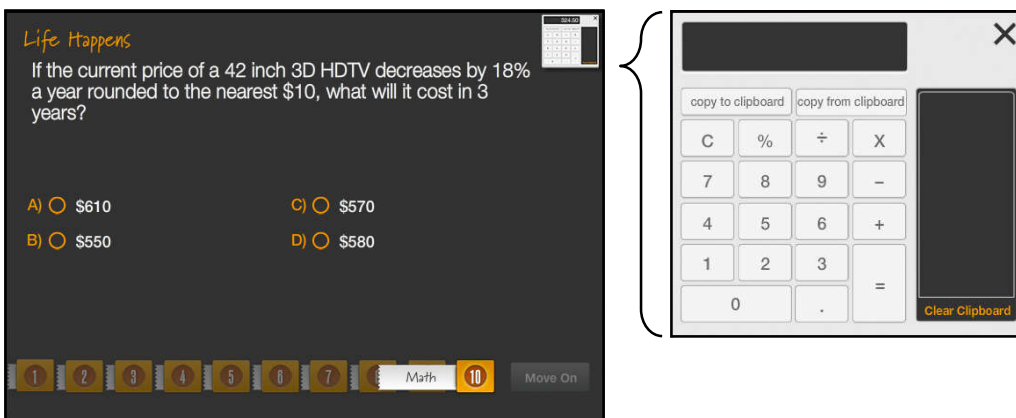 Life Happens
If the current price of a 42 inch 3D HDTV decreases by 18%
a year rounded to the nearest $10, what will it cost in 3
years?
A) $610
C) $570
B) $550
D) $580
1 2 3 4 5 6 7 Math 10 Move On
copy to clipboard copy from clipboard
C % ÷ X
7 8 9 −
4 5 6 +
1 2 3
=
0 .
Clear Clipboard